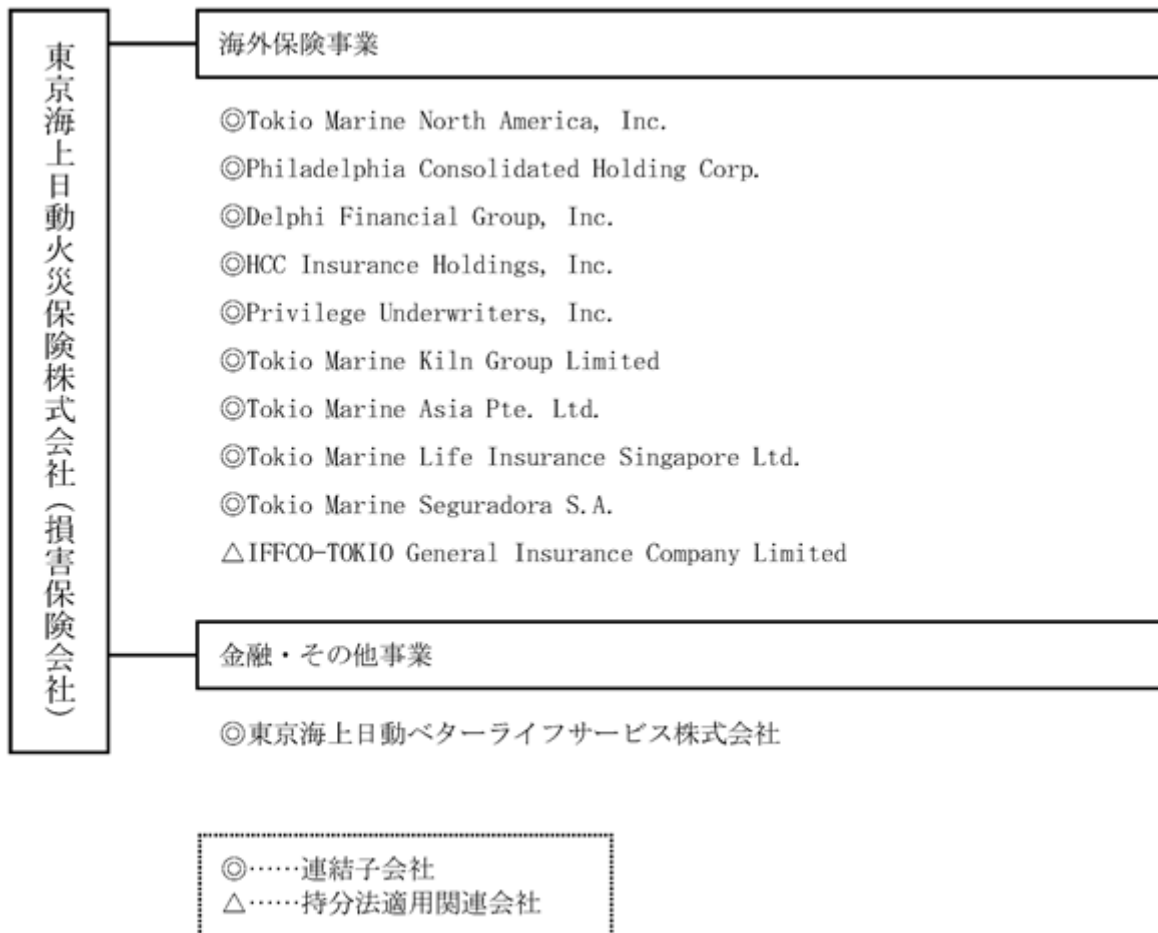 東京海上日動火災保険株式会社（損害保険会社）
海外保険事業
◎Tokio Marine North America, Inc.
◎Philadelphia Consolidated Holding Corp.
◎Delphi Financial Group, Inc.
◎HCC Insurance Holdings, Inc.
◎Privilege Underwriters, Inc.
◎Tokio Marine Kiln Group Limited
◎Tokio Marine Asia Pte. Ltd.
◎Tokio Marine Life Insurance Singapore Ltd.
◎Tokio Marine Seguradora S.A.
△IFFCO-TOKIO General Insurance Company Limited
金融・その他事業
◎東京海上日動ベターライフサービス株式会社
◎……連結子会社
△……持分法適用関連会社